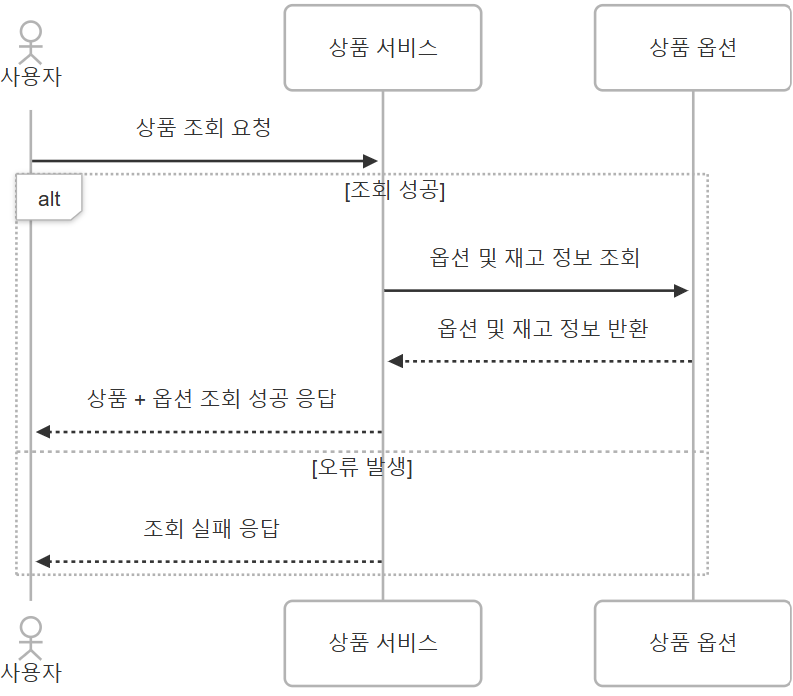 사용자
상품 서비스
상품 옵션
상품 조회 요청
alt
[조회 성공]
옵션 및 재고 정보 조회
옵션 및 재고 정보 반환
상품 + 옵션 조회 성공 응답
[오류 발생]
조회 실패 응답
사용자
상품 서비스
상품 옵션